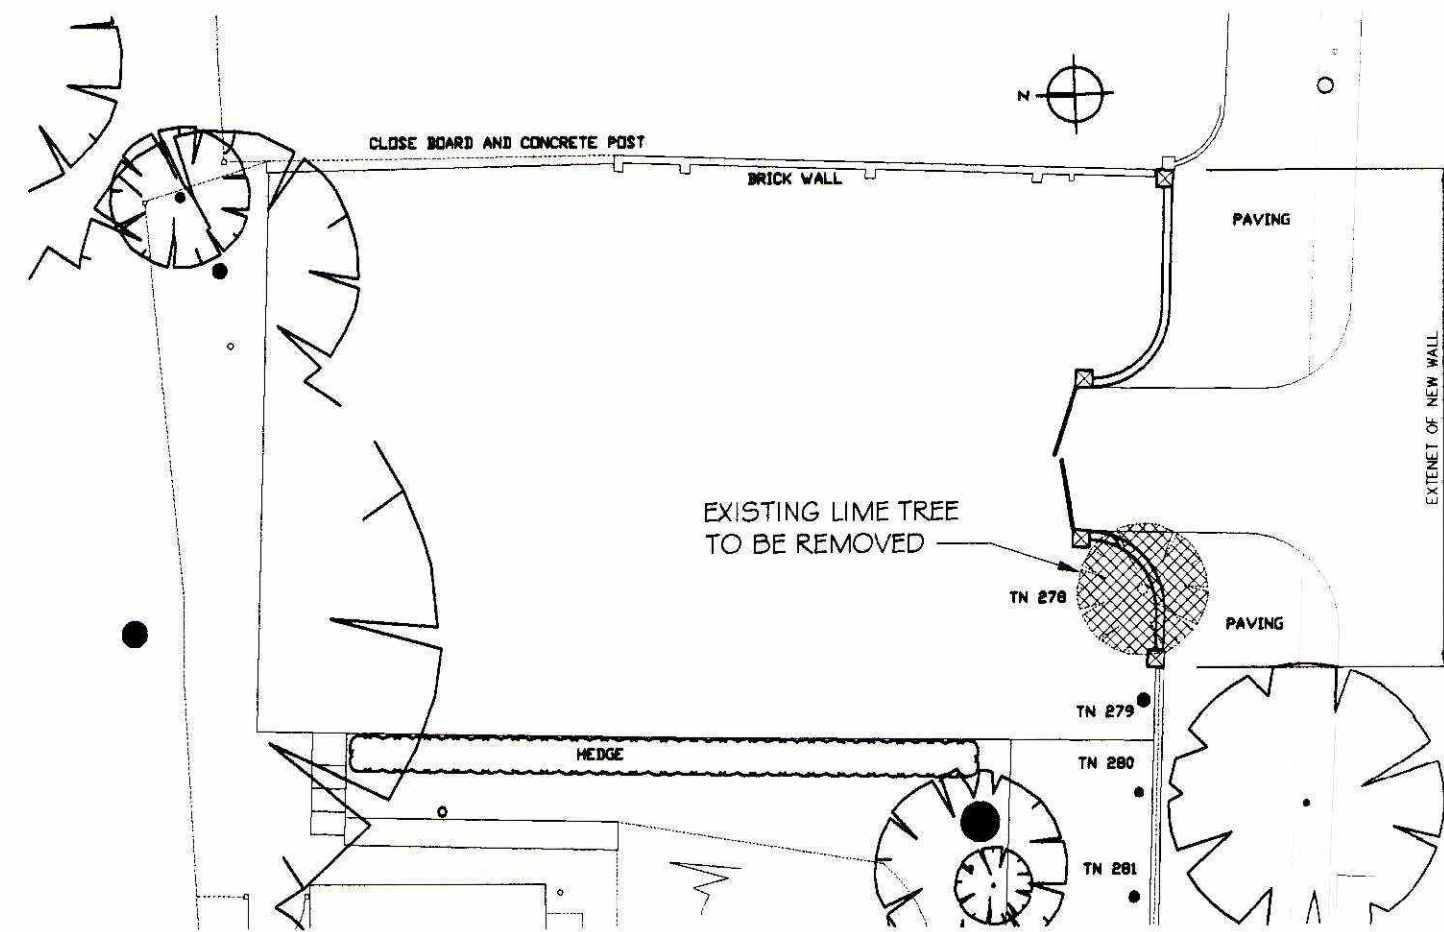 N
CLOSE BOARD AND CONCRETE POST
BRICK WALL
PAVING
EXTENET OF NEW WALL
EXISTING LIME TREE
TO BE REMOVED
TN 278
PAVING
TN 279
HEDGE
TN 280
TN 281